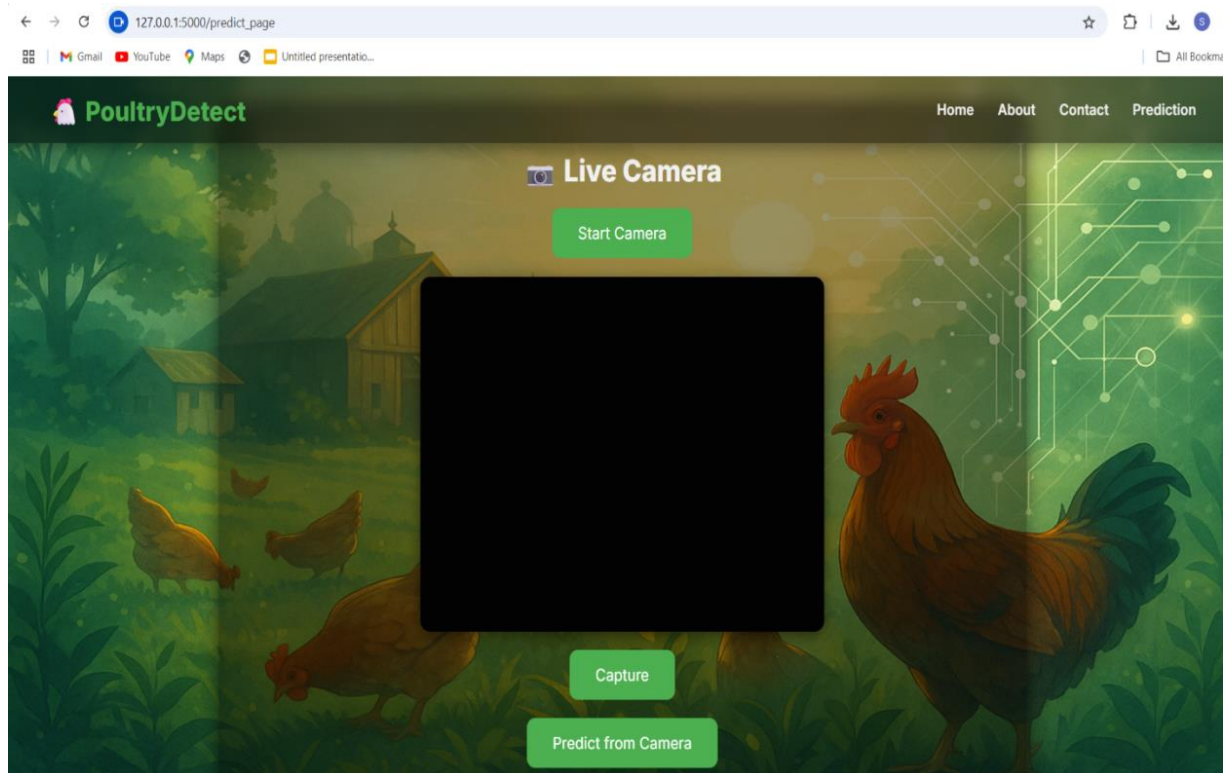 127.0.0.1:5000/predict_page
S
Gmail YouTube Maps Untitled presentatio... All Bookma
PoultryDetect Home About Contact Prediction
Live Camera
Start Camera
Capture
Predict from Camera